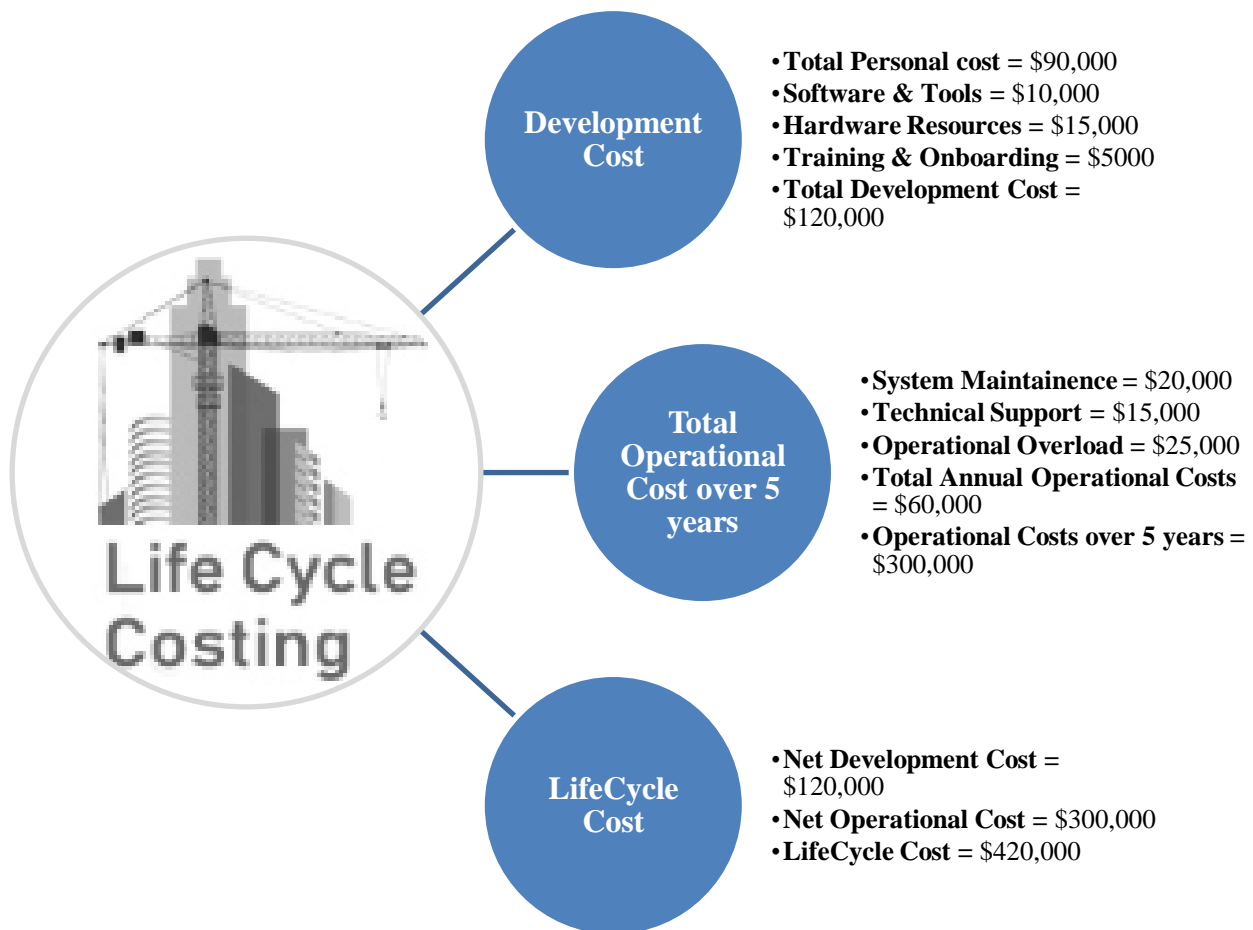 Development
Cost
•Total Personal cost = $90,000
•Software & Tools = $10,000
•Hardware Resources = $15,000
•Training & Onboarding = $5000
•Total Development Cost =
$120,000
Life Cycle
Costing
Total
Operational
Cost over 5
years
•System Maintainence = $20,000
•Technical Support = $15,000
•Operational Overload = $25,000
•Total Annual Operational Costs
= $60,000
•Operational Costs over 5 years =
$300,000
LifeCycle
Cost
•Net Development Cost =
$120,000
•Net Operational Cost = $300,000
•LifeCycle Cost = $420,000